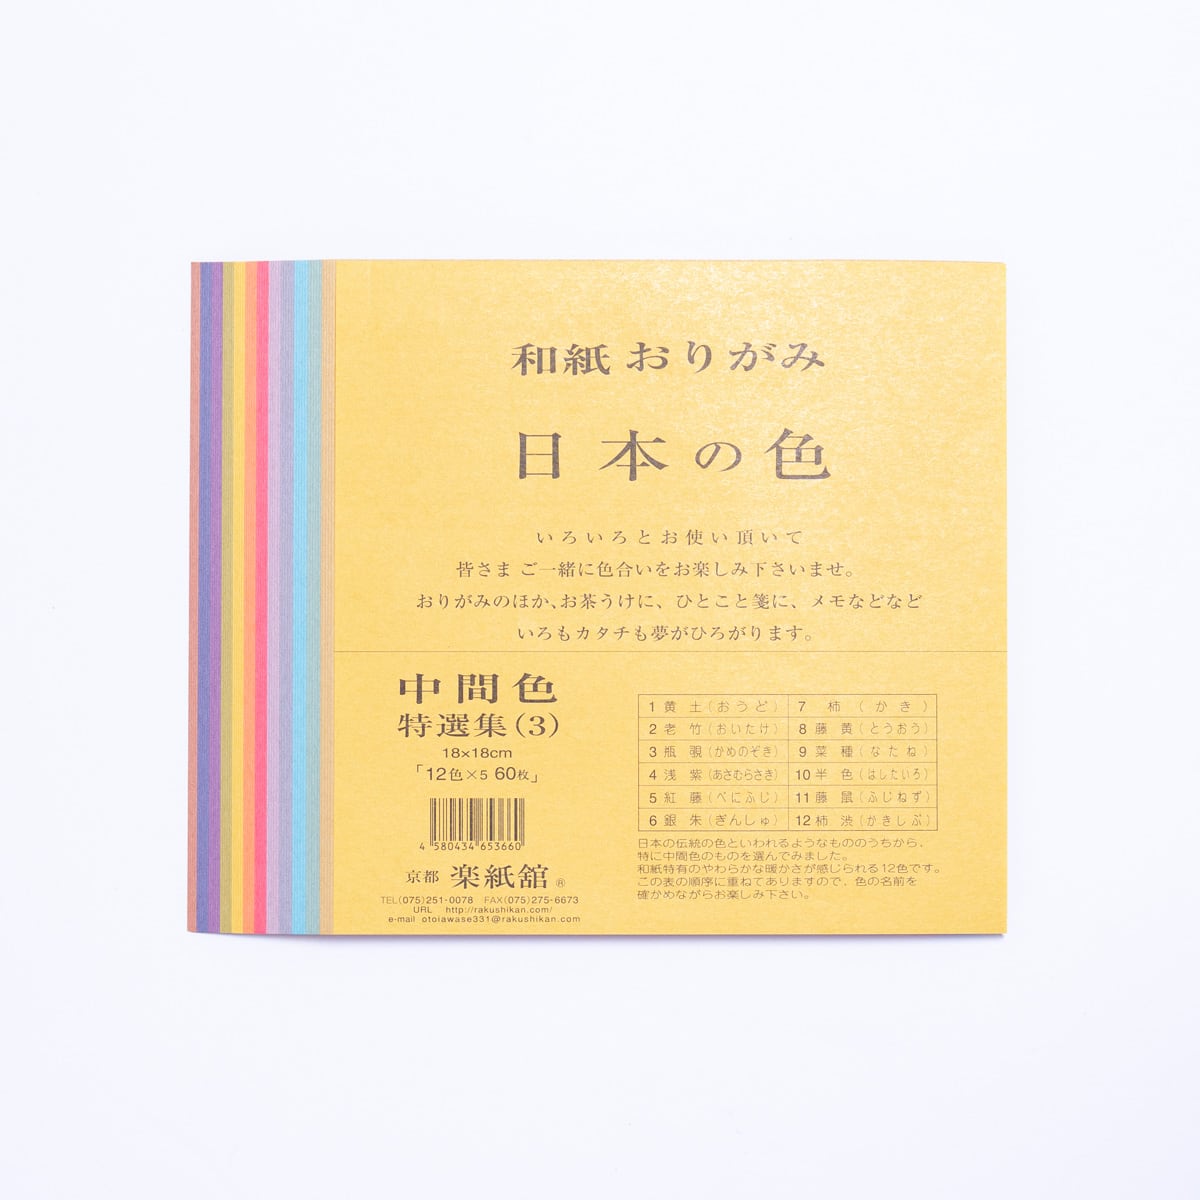 和紙 おりがみ
日本の色
いろいろとお使い頂いて
皆さま ご一緒に色合いをお楽しみ下さいませ。
おりがみのほか、お茶うけに、ひとこと箋に、メモなどなど
いろもカタチも夢がひろがります。
中間色
特選集(3)
18×18cm
「12色×5 60枚」
4 580434 653660
京都 楽紙舘®
TEL(075)251-0078 FAX(075)275-6673
URL http://rakushikan.com/
e-mail otoiawase331@rakushikan.com
1 黄土(おうど) 7 柿(かき)
2 老竹(おいたけ) 8 藤黄(とうおう)
3 瓶覗(かめのぞき) 9 菜種(なたね)
4 浅紫(あさむらさき) 10 半色(はしたいろ)
5 紅藤(べにふじ) 11 藤鼠(ふじねず)
6 銀朱(ぎんしゅ) 12 柿渋(かきしぶ)
日本の伝統の色といわれるようなもののうちから、
特に中間色のものを選んでみました。
和紙特有のやわらかな暖かさが感じられる12色です。
この表の順序に重ねてありますので、色の名前を
確かめながらお楽しみ下さい。